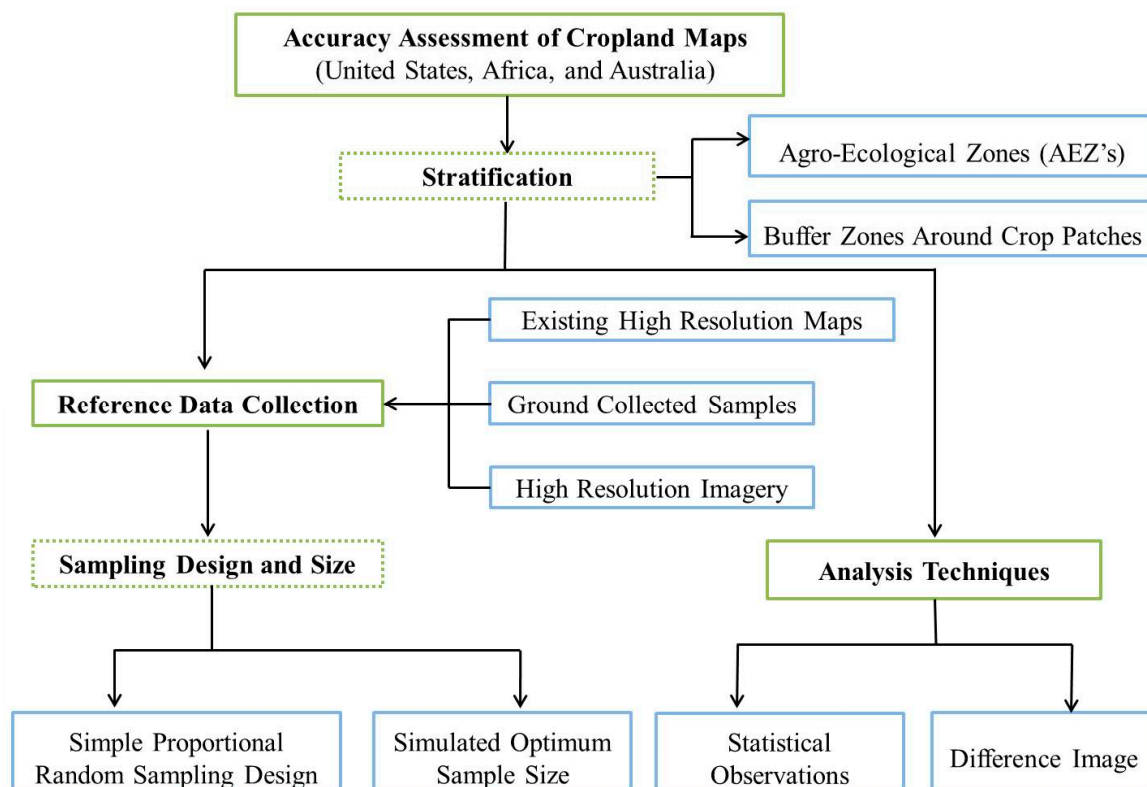 Accuracy Assessment of Cropland Maps
(United States, Africa, and Australia)
Stratification
Agro-Ecological Zones (AEZ's)
Buffer Zones Around Crop Patches
Existing High Resolution Maps
Reference Data Collection
Ground Collected Samples
High Resolution Imagery
Sampling Design and Size
Analysis Techniques
Simple Proportional
Random Sampling Design
Simulated Optimum
Sample Size
Statistical
Observations
Difference Image